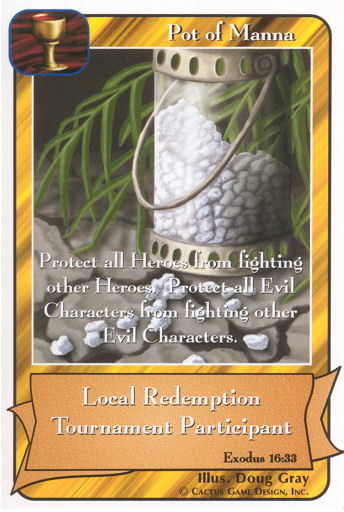 Pot of Manna
Protect all Heroes from fighting
other Heroes. Protect all Evil
Characters from fighting other
Evil Characters.
Local Redemption
Tournament Participant
Exodus 16:33
Illus. Doug Gray
© Cactus Game Design, Inc.